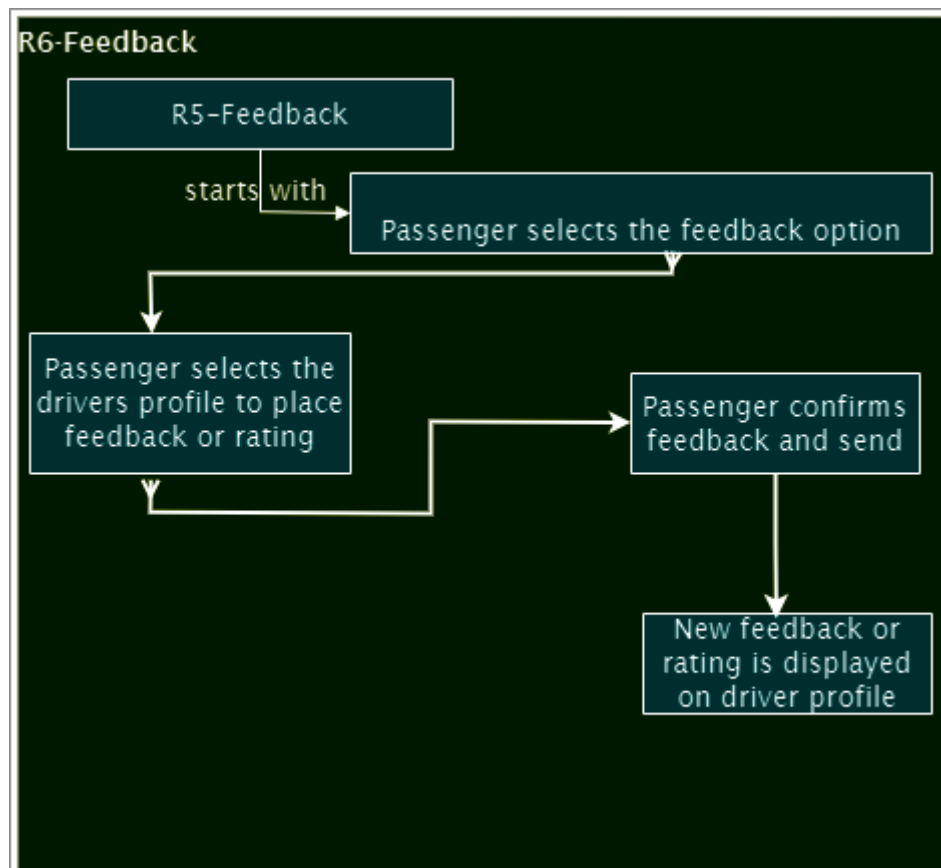 R6-Feedback
R5-Feedback
starts with
Passenger selects the feedback option
Passenger selects the
drivers profile to place
feedback or rating
Passenger confirms
feedback and send
New feedback or
rating is displayed
on driver profile